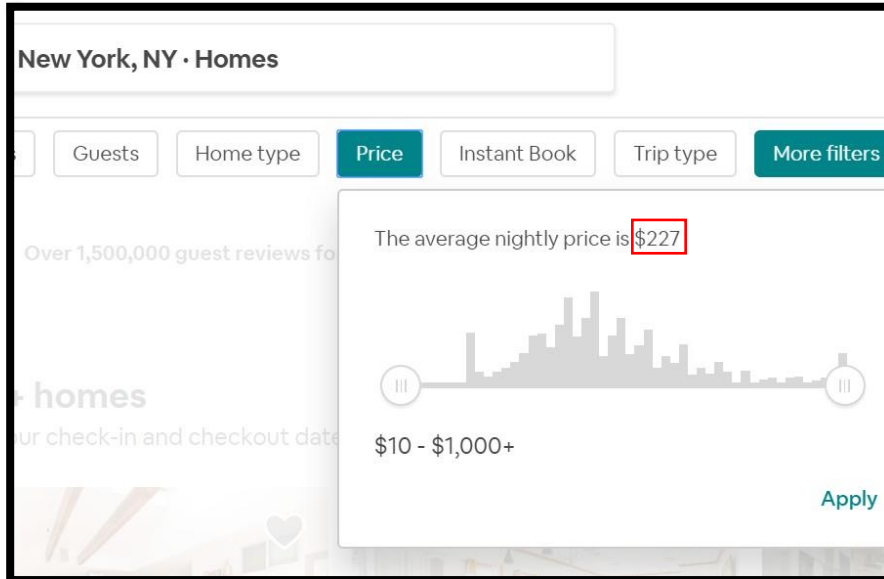 New York, NY · Homes
Guests Home type Price Instant Book Trip type More filters
The average nightly price is $227
Over 1,500,000 guest reviews fo
+ homes
ur check-in and checkout date
$10 - $1,000+
Apply